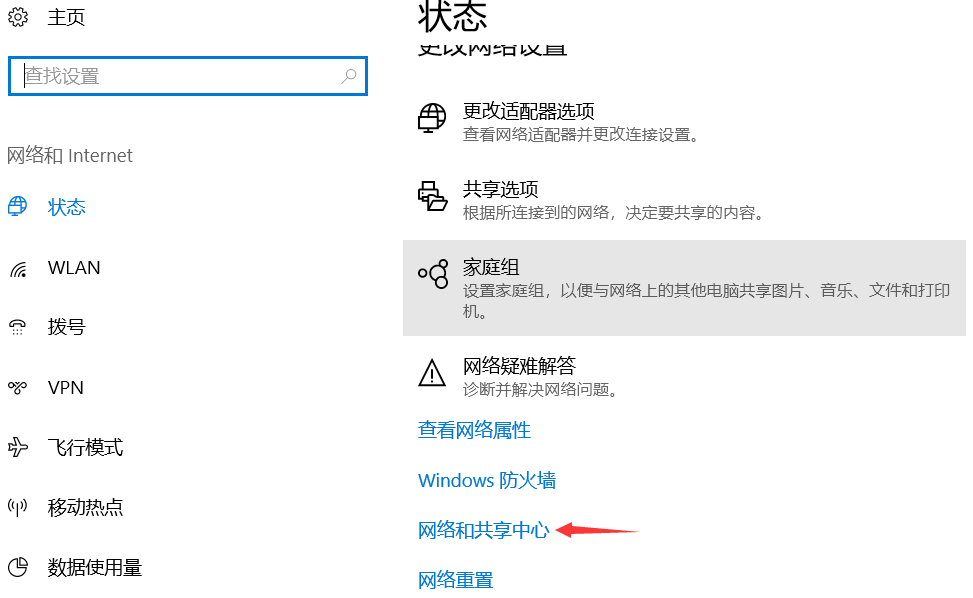 主页
查找设置
网络和 Internet
状态
WLAN
拨号
VPN
飞行模式
移动热点
数据使用量
状态
更改网络设置
更改适配器选项
查看网络适配器并更改连接设置。
共享选项
根据所连接到的网络，决定要共享的内容。
家庭组
设置家庭组，以便与网络上的其他电脑共享图片、音乐、文件和打印
机。
网络疑难解答
诊断并解决网络问题。
查看网络属性
Windows 防火墙
网络和共享中心
网络重置